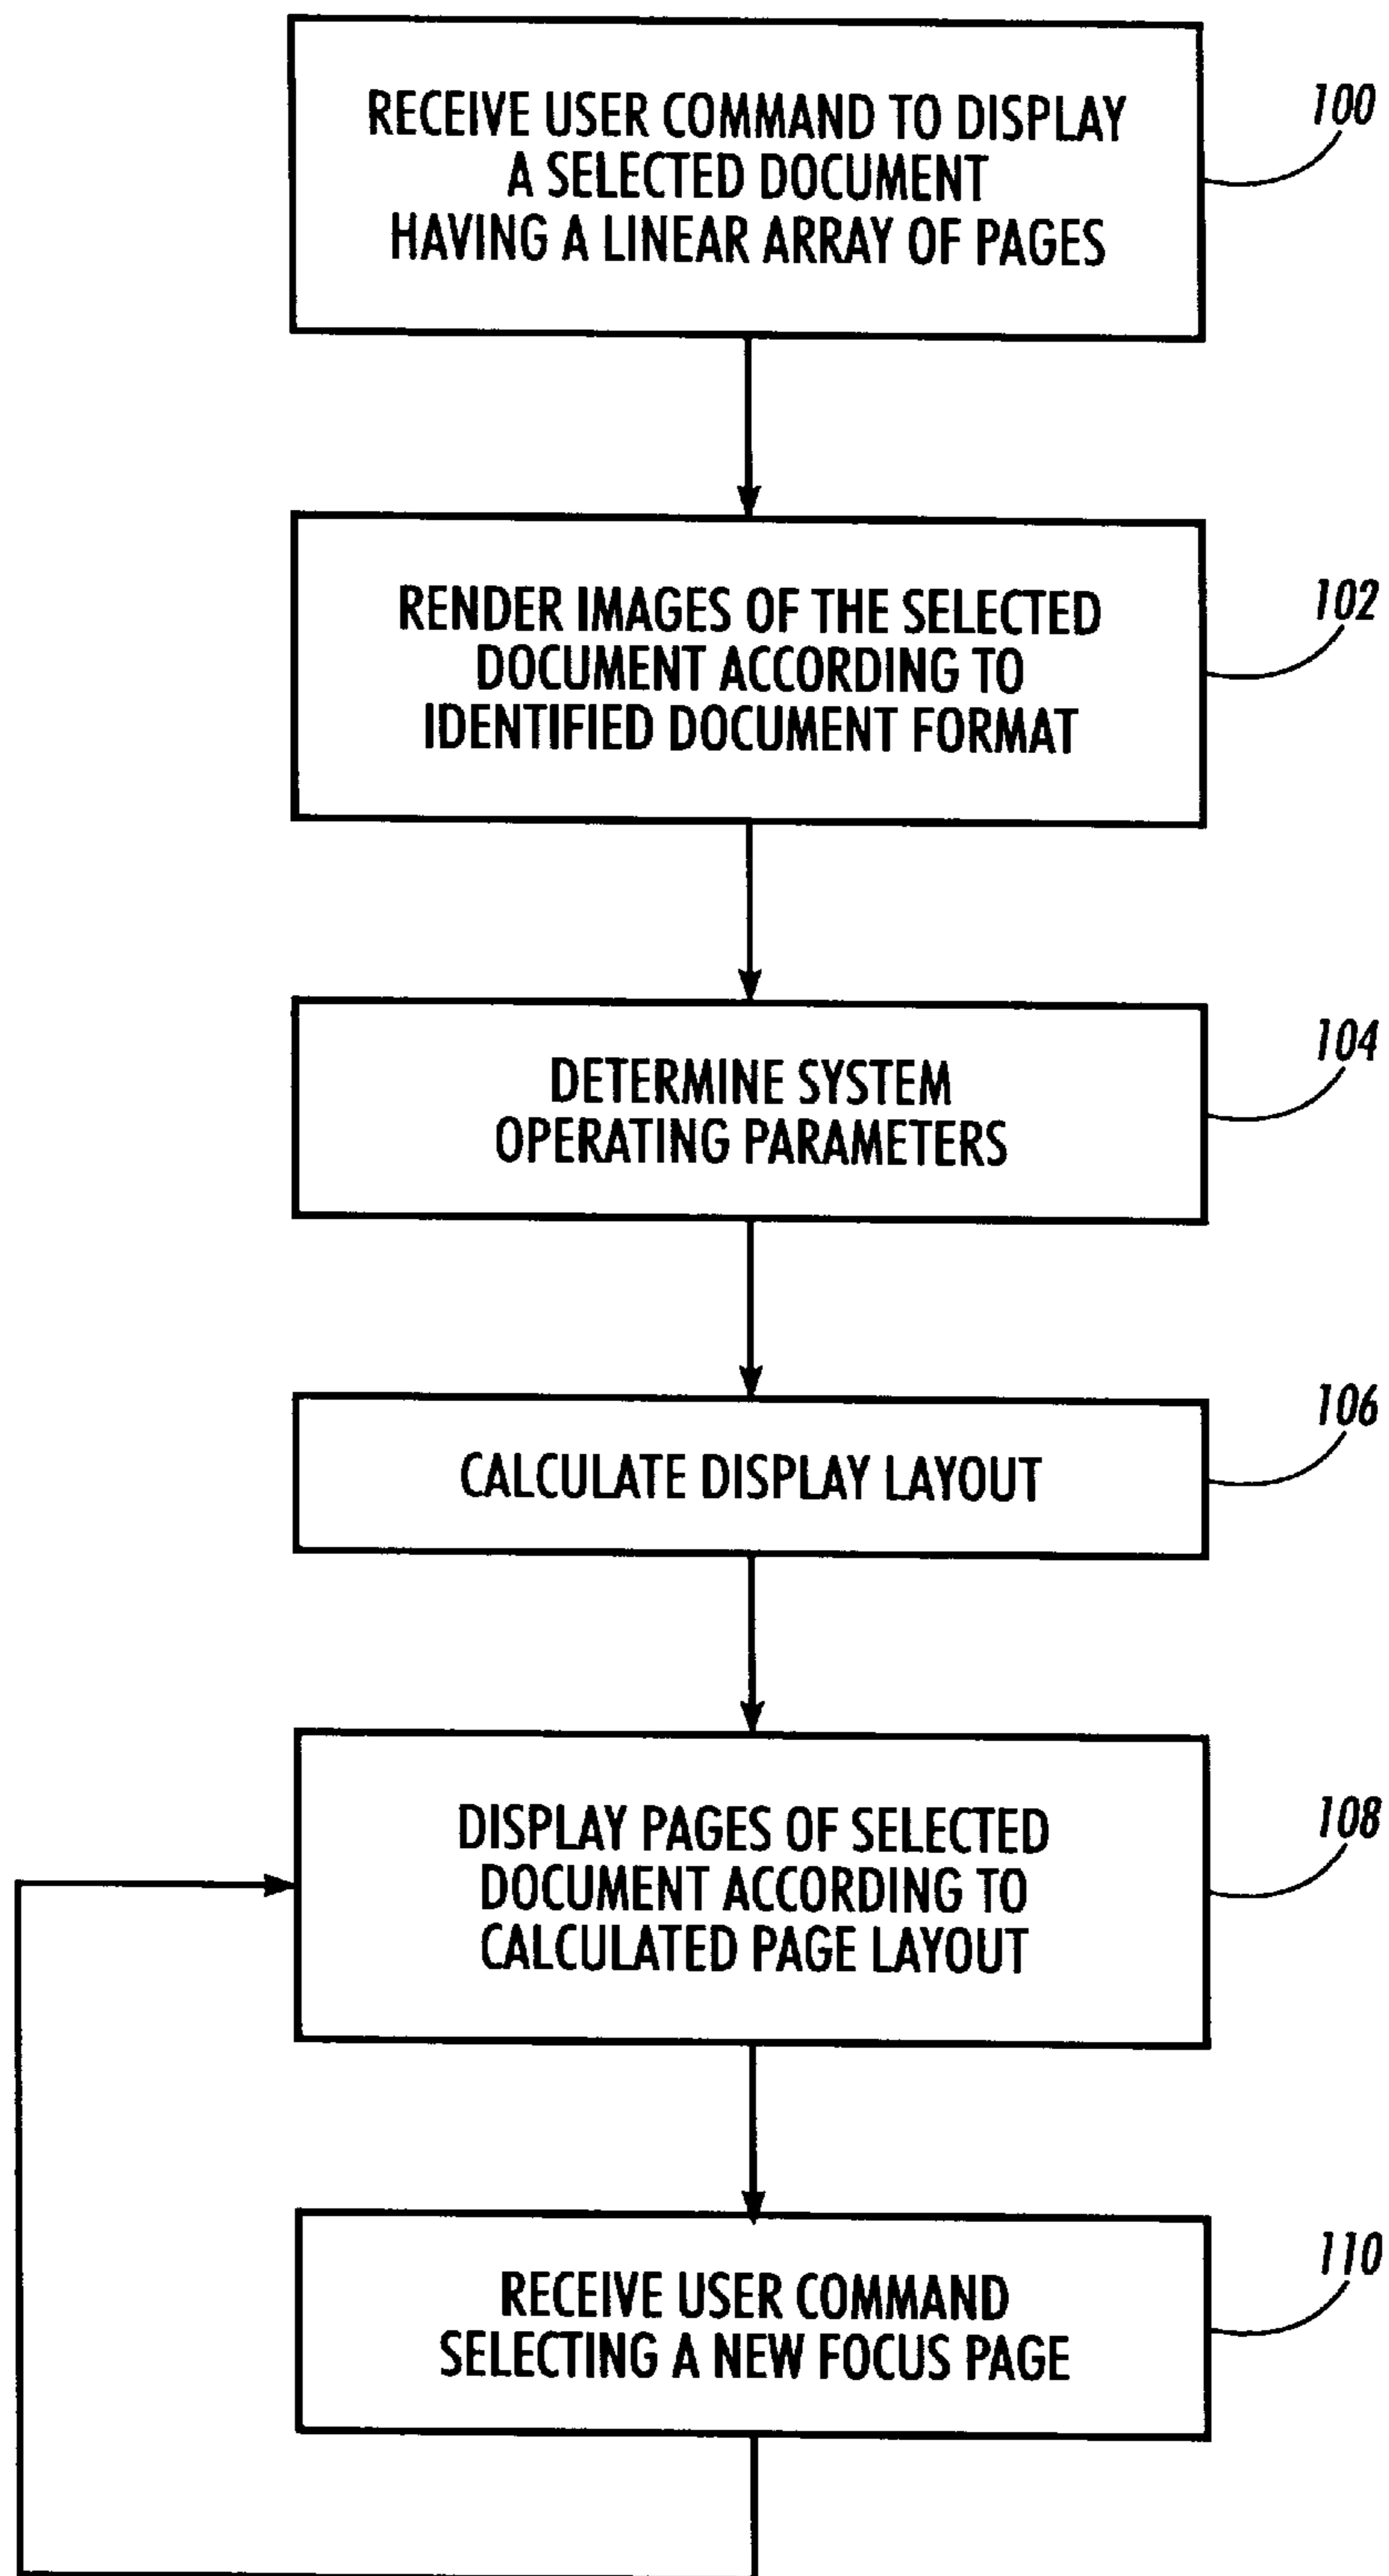 RECEIVE USER COMMAND TO DISPLAY
A SELECTED DOCUMENT
HAVING A LINEAR ARRAY OF PAGES
100
RENDER IMAGES OF THE SELECTED
DOCUMENT ACCORDING TO
IDENTIFIED DOCUMENT FORMAT
102
DETERMINE SYSTEM
OPERATING PARAMETERS
104
CALCULATE DISPLAY LAYOUT
106
DISPLAY PAGES OF SELECTED
DOCUMENT ACCORDING TO
CALCULATED PAGE LAYOUT
108
RECEIVE USER COMMAND
SELECTING A NEW FOCUS PAGE
110